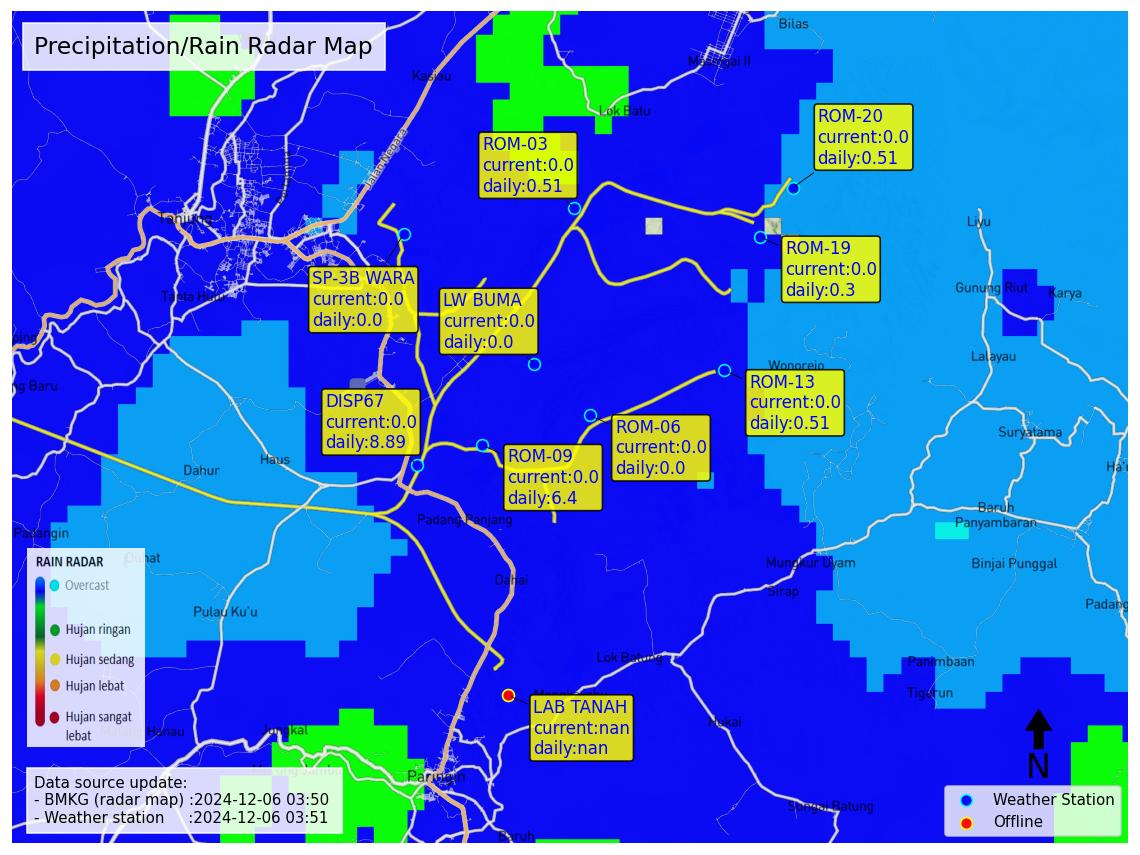 Precipitation/Rain Radar Map
Bilas
Masingai II
Kasiau
Lok Batu
Jalan Negara
ROM-20
current:0.0
daily:0.51
ROM-03
current:0.0
daily:0.51
Tanjung
Liyu
ROM-19
current:0.0
daily:0.3
SP-3B WARA
current:0.0
daily:0.0
LW BUMA
current:0.0
daily:0.0
Gunung Riut
Karya
Lalayau
Wonorejo
ng Baru
ROM-13
current:0.0
daily:0.51
DISP67
current:0.0
daily:8.89
ROM-06
current:0.0
daily:0.0
Suryatama
ROM-09
current:0.0
daily:6.4
Haus
Dahur
Baruh
Panyambaran
Padang Panjang
Padangin
Mungkur Uyam
Binjai Punggal
Dahai
Sirap
Padang
Pulau Ku'u
RAIN RADAR
Overcast
Hujan ringan
Hujan sedang
Hujan lebat
Hujan sangat
lebat
Lok Batung
Panimbaan
Tigarun
LAB TANAH
current:nan
daily:nan
Hukai
Jungkal
Hanau
Paringin
N
Data source update:
- BMKG (radar map) :2024-12-06 03:50
- Weather station :2024-12-06 03:51
Sungai Batung
Baruh
Weather Station
Offline